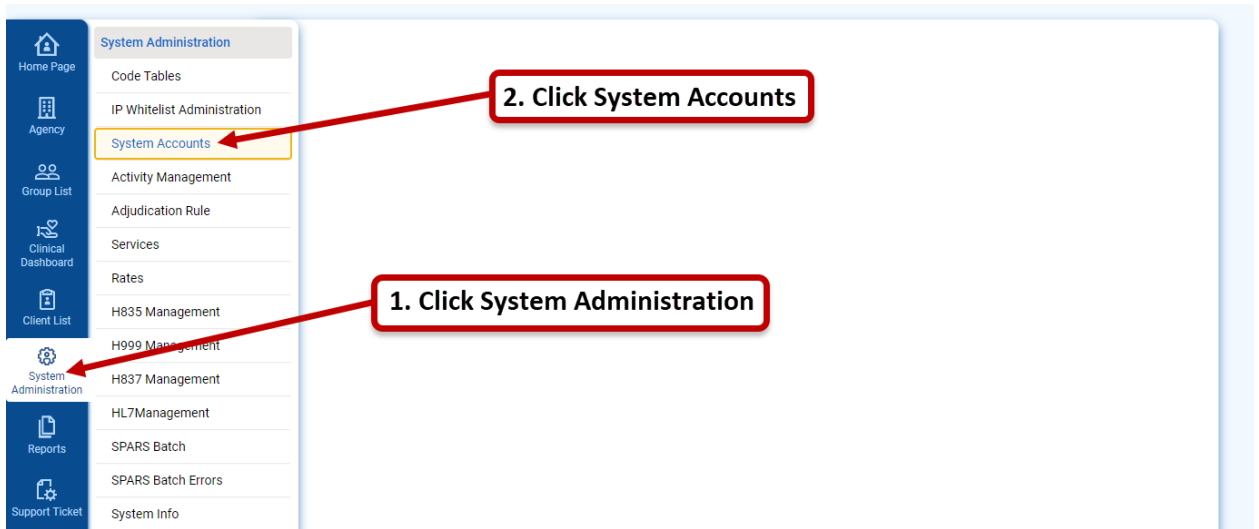 Home Page
Agency
Group List
Clinical
Dashboard
Client List
System
Administration
Reports
Support Ticket
System Administration
Code Tables
IP Whitelist Administration
System Accounts
Activity Management
Adjudication Rule
Services
Rates
H835 Management
H999 Management
H837 Management
HL7Management
SPARS Batch
SPARS Batch Errors
System Info
2. Click System Accounts
1. Click System Administration